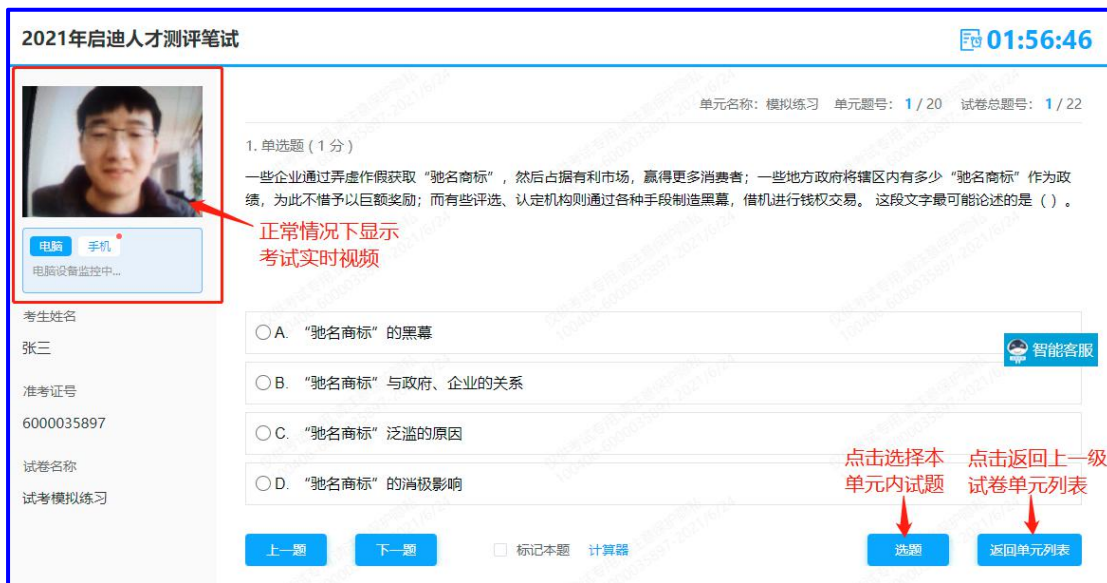 2021年启迪人才测评笔试
01:56:46
单元名称：模拟练习 单元题号：1 / 20 试卷总题号：1 / 22
1. 单选题 ( 1 分 )
一些企业通过弄虚作假获取“驰名商标”，然后占据有利市场，赢得更多消费者；一些地方政府将辖区内有多少“驰名商标”作为政
绩，为此不惜予以巨额奖励；而有些评选、认定机构则通过各种手段制造黑幕，借机进行钱权交易。 这段文字最可能论述的是（ ）。
正常情况下显示
考试实时视频
电脑 手机
电脑设备监控中...
考生姓名
张三
准考证号
6000035897
试卷名称
试考模拟练习
A. “驰名商标”的黑幕
智能客服
B. “驰名商标”与政府、企业的关系
C. “驰名商标”泛滥的原因
D. “驰名商标”的消极影响
点击选择本
单元内试题
点击返回上一级
试卷单元列表
上一题 下一题 标记本题 计算器 选题 返回单元列表